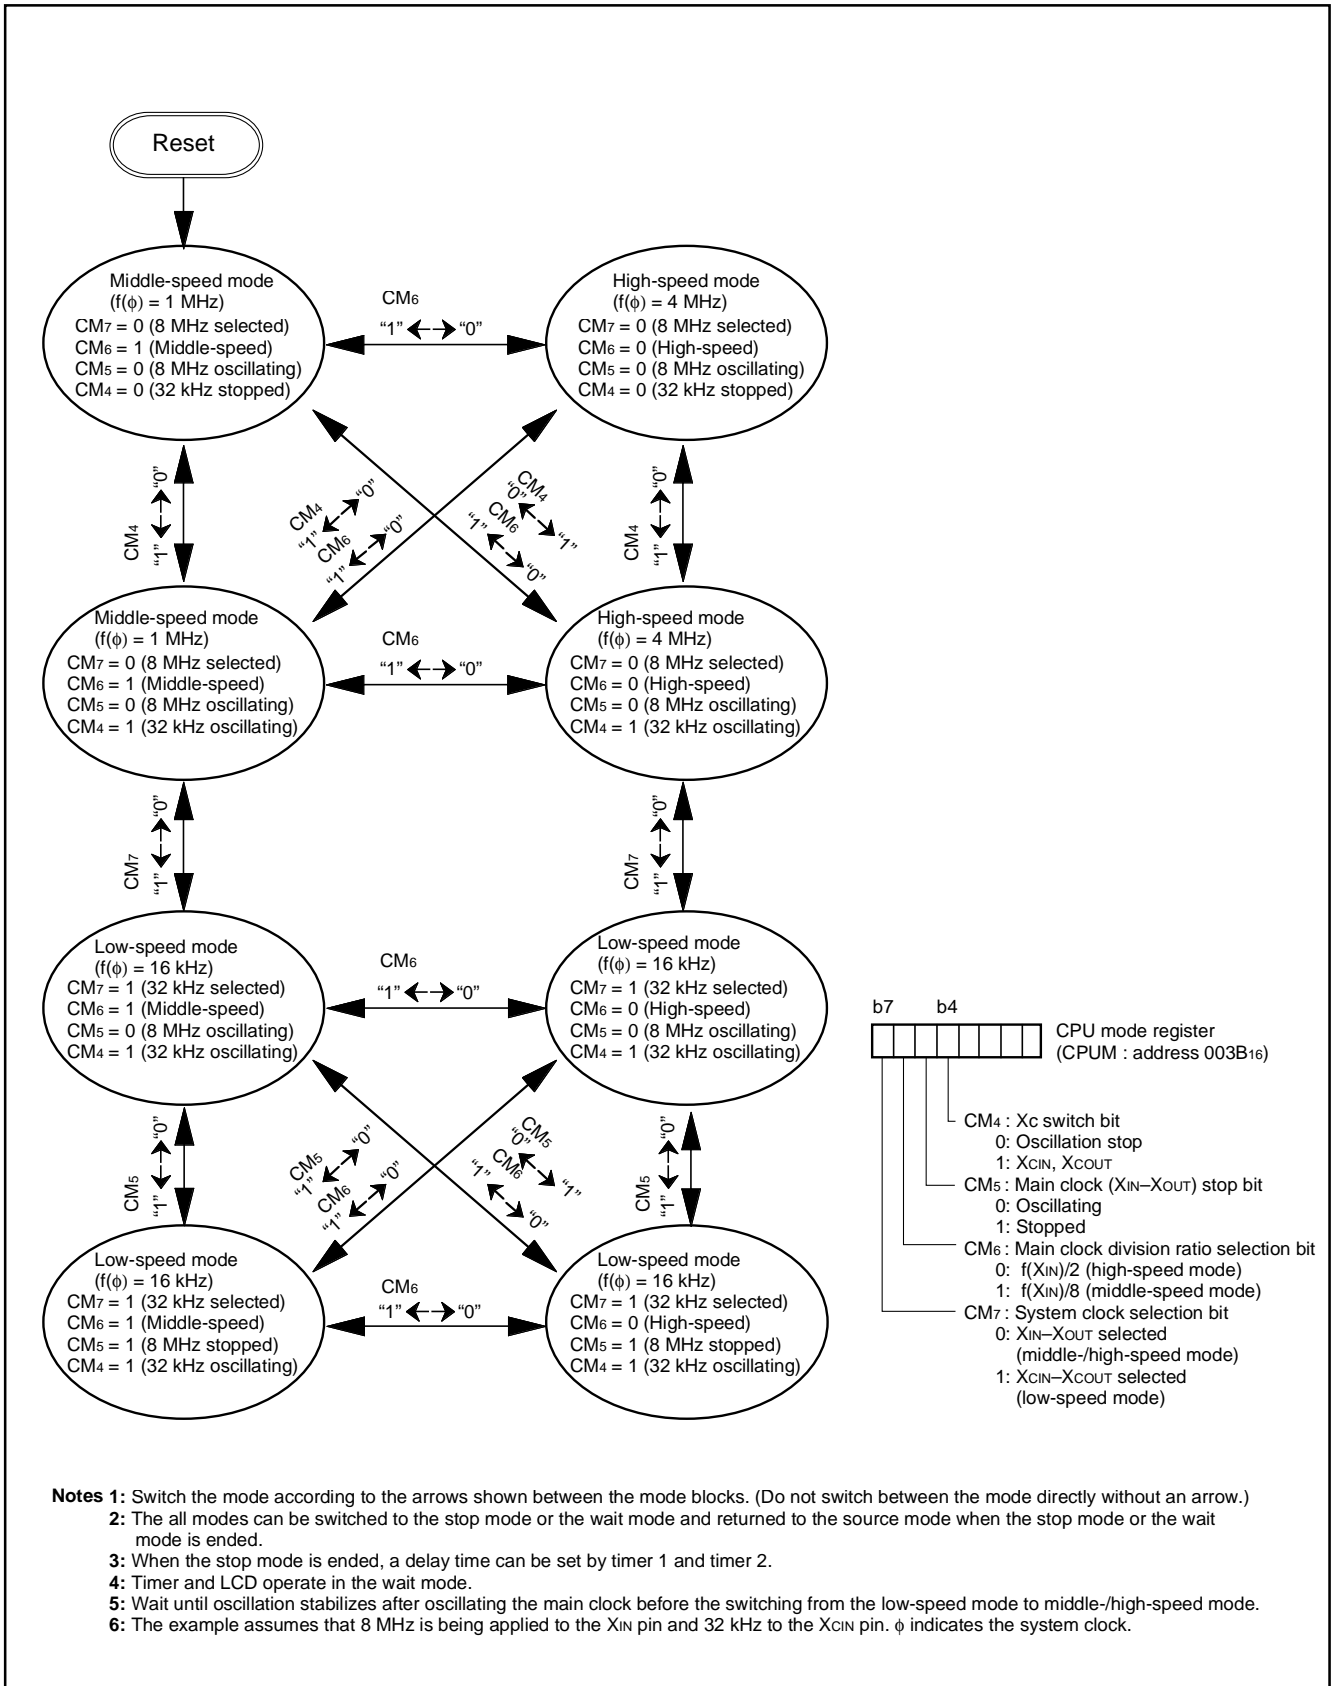 Reset
Middle-speed mode
(f(ϕ) = 1 MHz)
CM7 = 0 (8 MHz selected)
CM6 = 1 (Middle-speed)
CM5 = 0 (8 MHz oscillating)
CM4 = 0 (32 kHz stopped)
CM6
“1” “0”
High-speed mode
(f(ϕ) = 4 MHz)
CM7 = 0 (8 MHz selected)
CM6 = 0 (High-speed)
CM5 = 0 (8 MHz oscillating)
CM4 = 0 (32 kHz stopped)
CM4
“1” “0”
CM4
“1” “0”
CM6
“1” “0”
CM4
“0” “1”
CM6
“1” “0”
CM4
“1” “0”
Middle-speed mode
(f(ϕ) = 1 MHz)
CM7 = 0 (8 MHz selected)
CM6 = 1 (Middle-speed)
CM5 = 0 (8 MHz oscillating)
CM4 = 1 (32 kHz oscillating)
CM6
“1” “0”
High-speed mode
(f(ϕ) = 4 MHz)
CM7 = 0 (8 MHz selected)
CM6 = 0 (High-speed)
CM5 = 0 (8 MHz oscillating)
CM4 = 1 (32 kHz oscillating)
CM7
“1” “0”
CM7
“1” “0”
Low-speed mode
(f(ϕ) = 16 kHz)
CM7 = 1 (32 kHz selected)
CM6 = 1 (Middle-speed)
CM5 = 0 (8 MHz oscillating)
CM4 = 1 (32 kHz oscillating)
CM6
“1” “0”
Low-speed mode
(f(ϕ) = 16 kHz)
CM7 = 1 (32 kHz selected)
CM6 = 0 (High-speed)
CM5 = 0 (8 MHz oscillating)
CM4 = 1 (32 kHz oscillating)
CM5
“1” “0”
CM5
“1” “0”
CM6
“1” “0”
CM5
“0” “1”
CM6
“1” “0”
CM5
“1” “0”
Low-speed mode
(f(ϕ) = 16 kHz)
CM7 = 1 (32 kHz selected)
CM6 = 1 (Middle-speed)
CM5 = 1 (8 MHz stopped)
CM4 = 1 (32 kHz oscillating)
CM6
“1” “0”
Low-speed mode
(f(ϕ) = 16 kHz)
CM7 = 1 (32 kHz selected)
CM6 = 0 (High-speed)
CM5 = 1 (8 MHz stopped)
CM4 = 1 (32 kHz oscillating)
b7 b4
CPU mode register
(CPUM : address 003B16)
CM4 : Xc switch bit
0: Oscillation stop
1: XCIN, XCOUT
CM5 : Main clock (XIN–XOUT) stop bit
0: Oscillating
1: Stopped
CM6 : Main clock division ratio selection bit
0: f(XIN)/2 (high-speed mode)
1: f(XIN)/8 (middle-speed mode)
CM7 : System clock selection bit
0: XIN–XOUT selected
(middle-/high-speed mode)
1: XCIN–XCOUT selected
(low-speed mode)
Notes 1: Switch the mode according to the arrows shown between the mode blocks. (Do not switch between the mode directly without an arrow.)
2: The all modes can be switched to the stop mode or the wait mode and returned to the source mode when the stop mode or the wait
mode is ended.
3: When the stop mode is ended, a delay time can be set by timer 1 and timer 2.
4: Timer and LCD operate in the wait mode.
5: Wait until oscillation stabilizes after oscillating the main clock before the switching from the low-speed mode to middle-/high-speed mode.
6: The example assumes that 8 MHz is being applied to the XIN pin and 32 kHz to the XCIN pin. ϕ indicates the system clock.